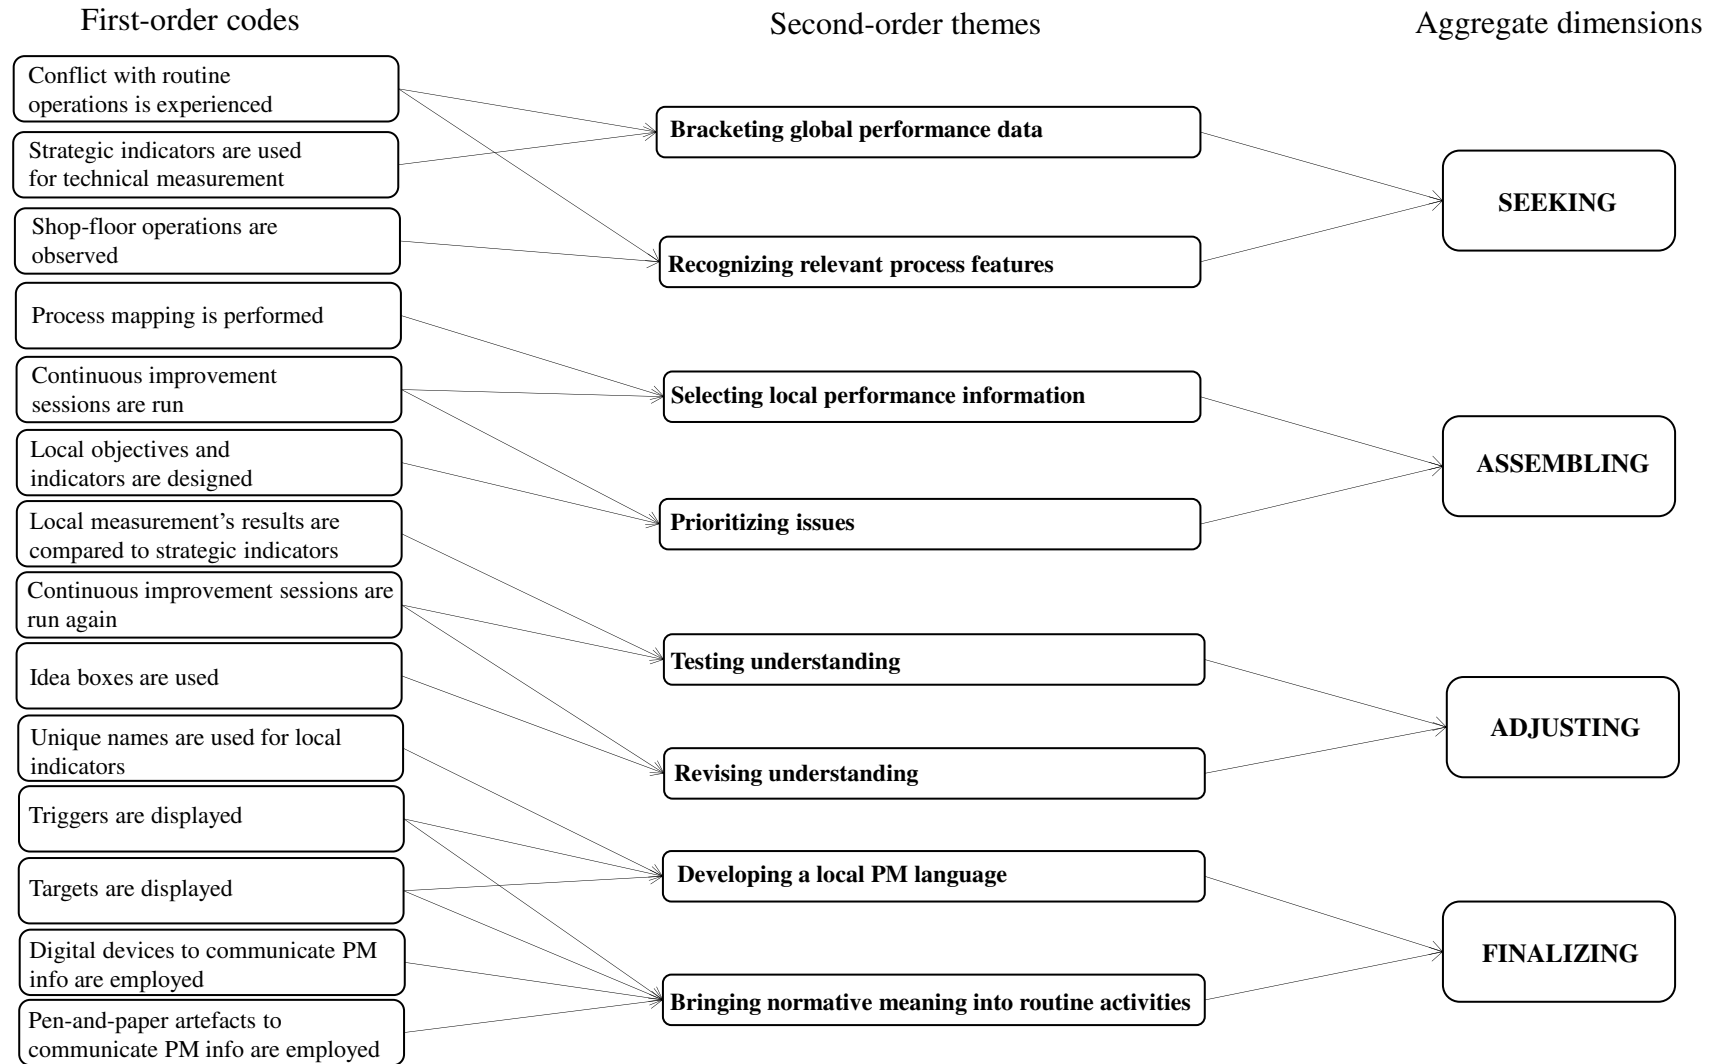 First-order codes
Second-order themes
Aggregate dimensions
Conflict with routine
operations is experienced
Strategic indicators are used
for technical measurement
Shop-floor operations are
observed
Process mapping is performed
Continuous improvement
sessions are run
Local objectives and
indicators are designed
Local measurement’s results are
compared to strategic indicators
Continuous improvement sessions are
run again
Idea boxes are used
Unique names are used for local
indicators
Triggers are displayed
Targets are displayed
Digital devices to communicate PM
info are employed
Pen-and-paper artefacts to
communicate PM info are employed
Bracketing global performance data
Recognizing relevant process features
Selecting local performance information
Prioritizing issues
Testing understanding
Revising understanding
Developing a local PM language
Bringing normative meaning into routine activities
SEEKING
ASSEMBLING
ADJUSTING
FINALIZING